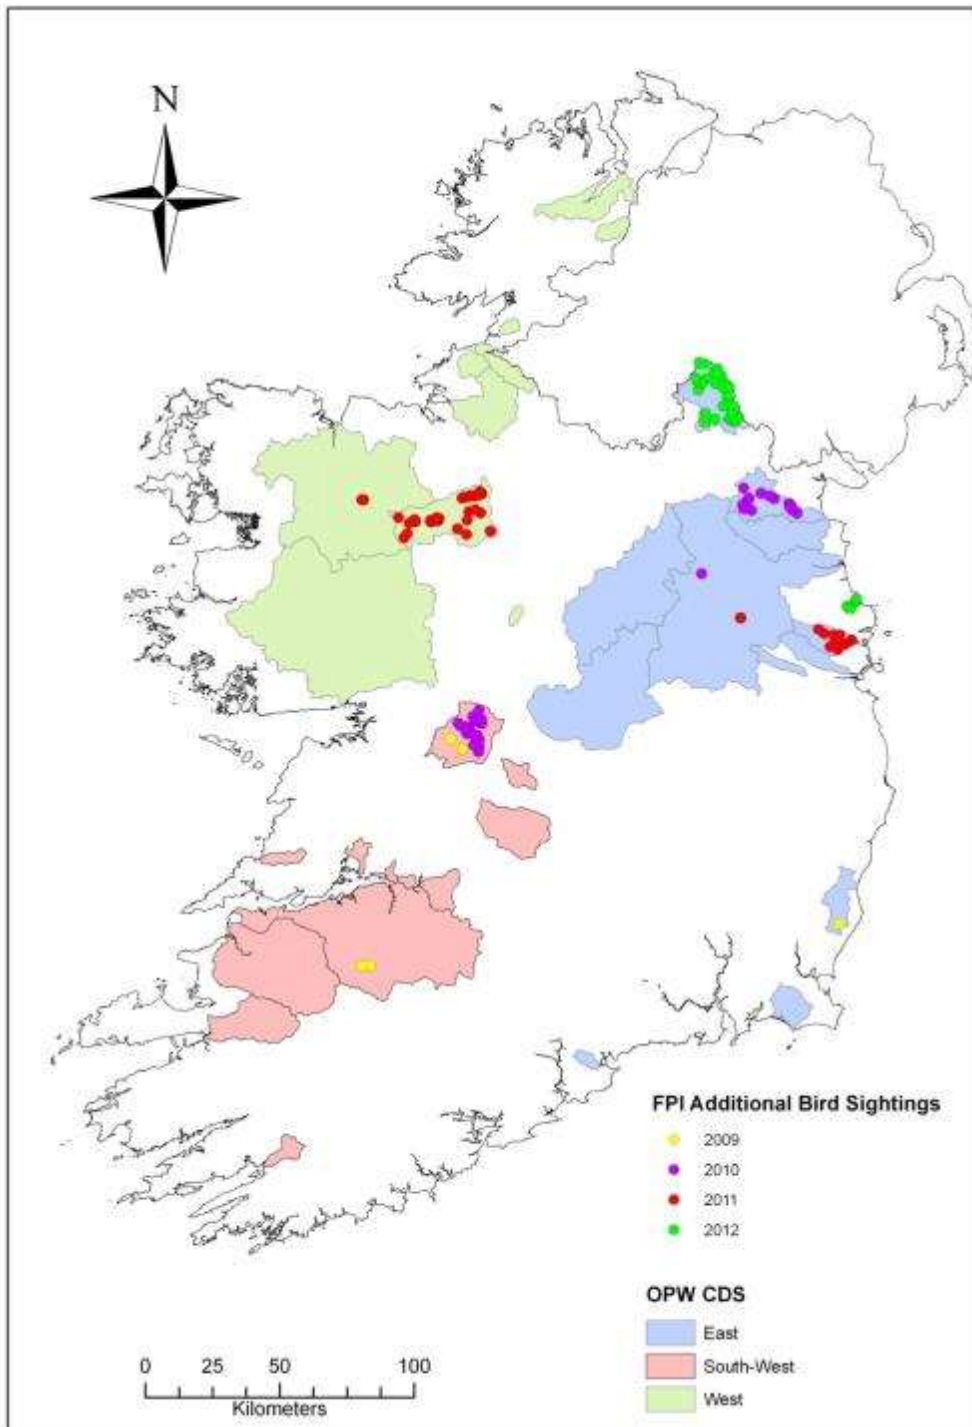 N
FPI Additional Bird Sightings
2009
2010
2011
2012
OPW CDS
East
South-West
West
0 25 50 100
Kilometers